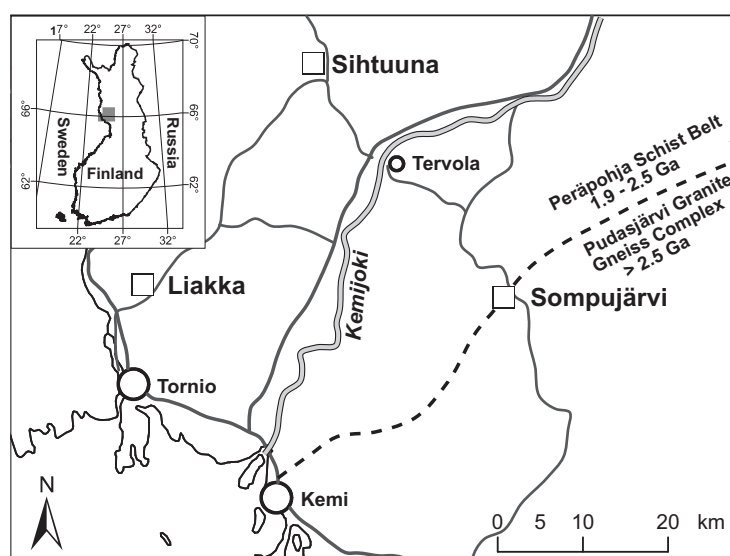 17° 22° 27° 32°
70°
66°
66°
62°
62°
Sweden
Finland
Russia
22° 27° 32°
Sihtuuna
Tervola
Peräpohja Schist Belt
1.9 - 2.5 Ga
Pudasjärvi Granite
Gneiss Complex
> 2.5 Ga
Liakka
Kemijoki
Sompujärvi
Tornio
N
Kemi
0 5 10 20 km